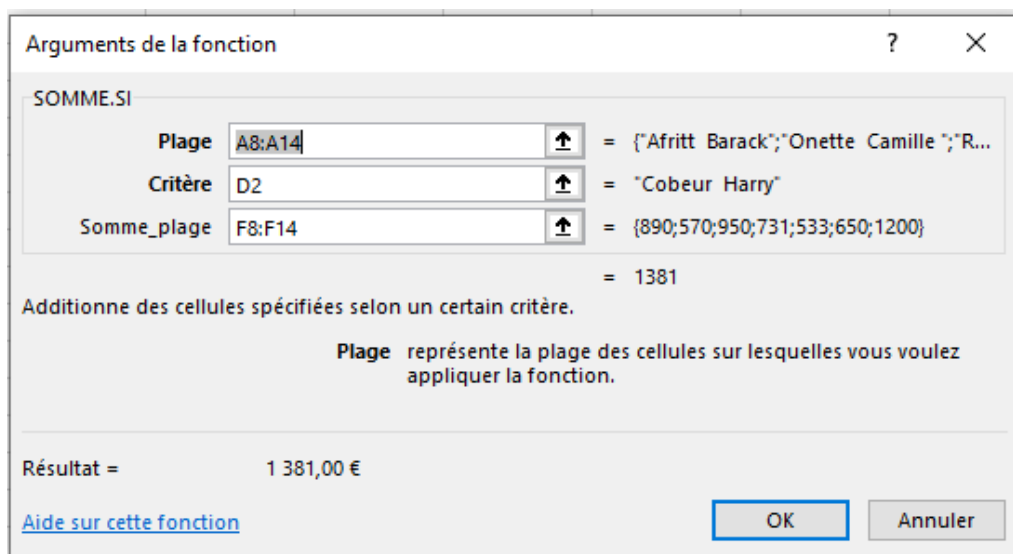 Arguments de la fonction ? ×
SOMME.SI
Plage A8:A14 = {"Afritt Barack";"Onette Camille ";"R...
Critère D2 = "Cobeur Harry"
Somme_plage F8:F14 = {890;570;950;731;533;650;1200}
= 1381
Additionne des cellules spécifiées selon un certain critère.
Plage représente la plage des cellules sur lesquelles vous voulez
appliquer la fonction.
Résultat = 1 381,00 €
Aide sur cette fonction OK Annuler